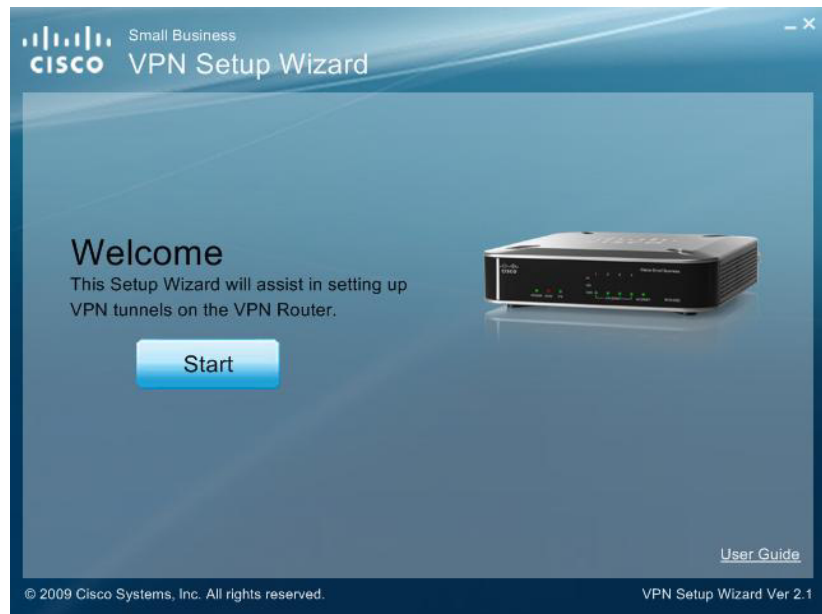 Small Business
CISCO
VPN Setup Wizard
Welcome
This Setup Wizard will assist in setting up
VPN tunnels on the VPN Router.
Start
CISCO
User Guide
© 2009 Cisco Systems, Inc. All rights reserved.
VPN Setup Wizard Ver 2.1